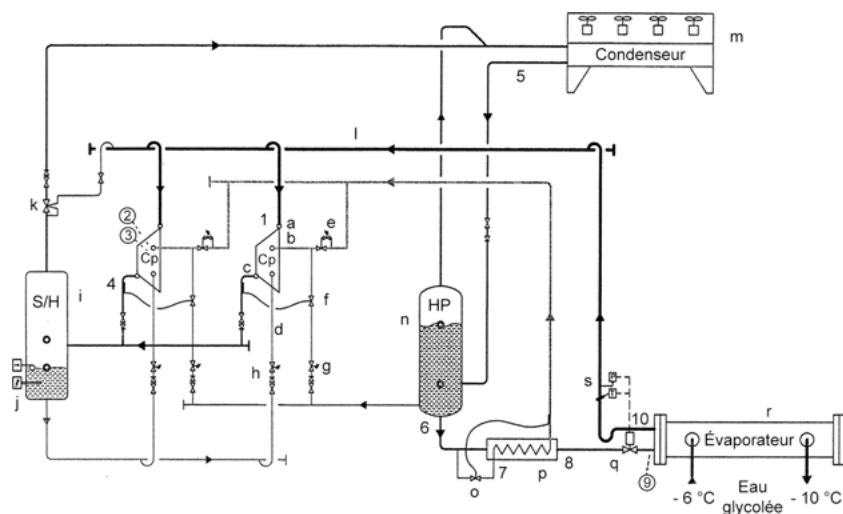 m
Condenseur
5
l
k
2
3
1
a
b
e
Cp
Cp
4
c
S/H
i
HP
f
n
d
j
h
g
s
P
T
6
10
r
Évaporateur
7
p
8
q
o
9
- 6 °C
Eau
glycolée
- 10 °C